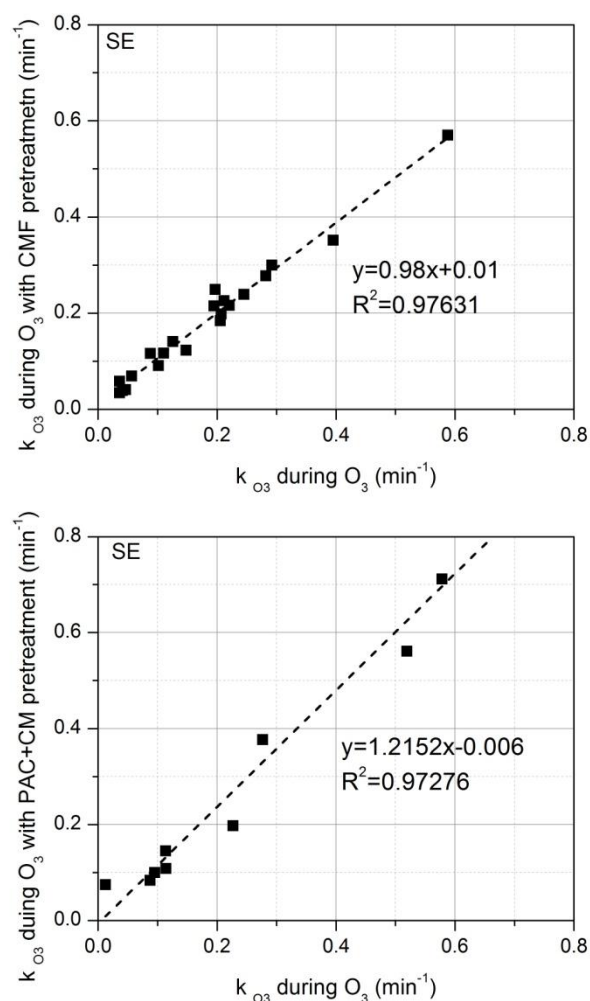 SE
k O3 during O3 with CMF pretreatmetn (min-1)
0.8
0.6
0.4
0.2
0.0
y=0.98x+0.01
R2=0.97631
0.0 0.2 0.4 0.6 0.8
k O3 during O3 (min-1)
SE
k O3 duing O3 with PAC+CM pretreatment (min-1)
0.8
0.6
0.4
0.2
0.0
y=1.2152x-0.006
R2=0.97276
0.0 0.2 0.4 0.6 0.8
k O3 during O3 (min-1)